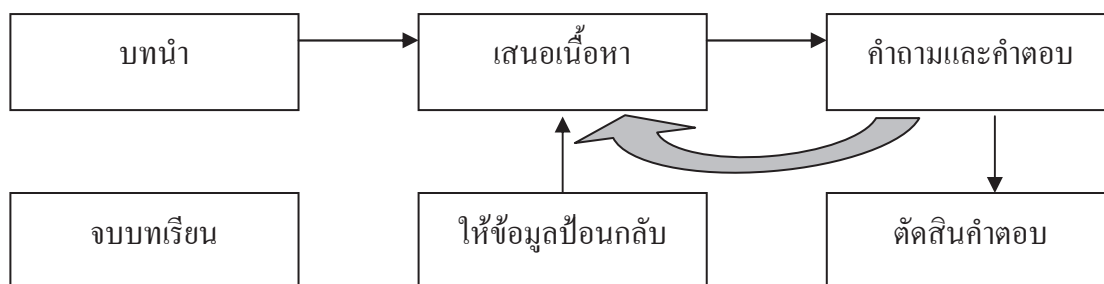 บทนำ
เสนอเนื้อหา
คำถามและคำตอบ
จบบทเรียน
ให้ข้อมูลป้อนกลับ
ตัดสินคำตอบ